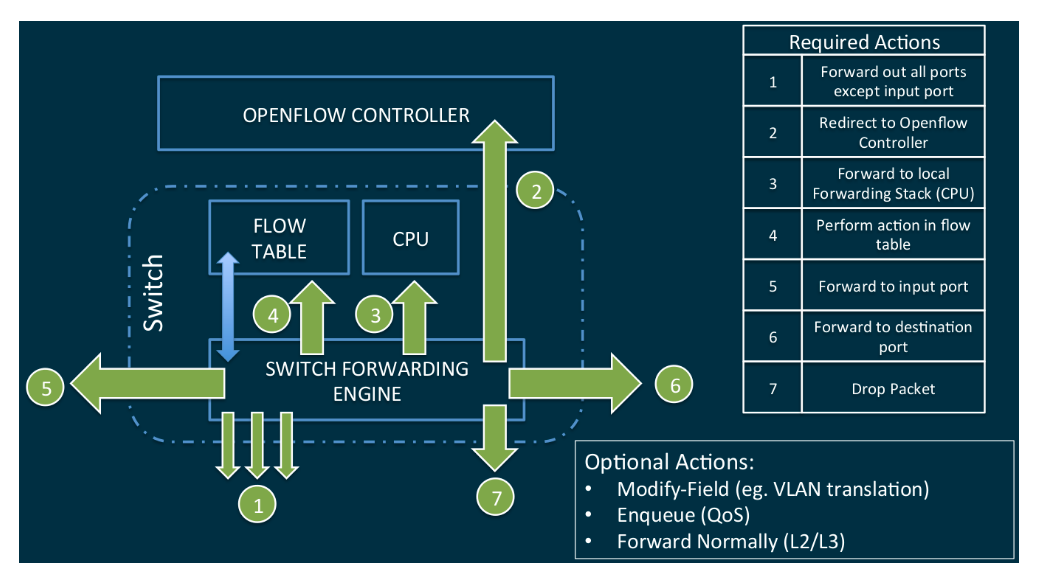 OPENFLOW CONTROLLER
2
FLOW
TABLE
CPU
Switch
4
3
SWITCH FORWARDING
ENGINE
5
6
1
7
Required Actions
1
Forward out all ports
except input port
2
Redirect to Openflow
Controller
3
Forward to local
Forwarding Stack (CPU)
4
Perform action in flow
table
5
Forward to input port
6
Forward to destination
port
7
Drop Packet
Optional Actions:
• Modify-Field (eg. VLAN translation)
• Enqueue (QoS)
• Forward Normally (L2/L3)